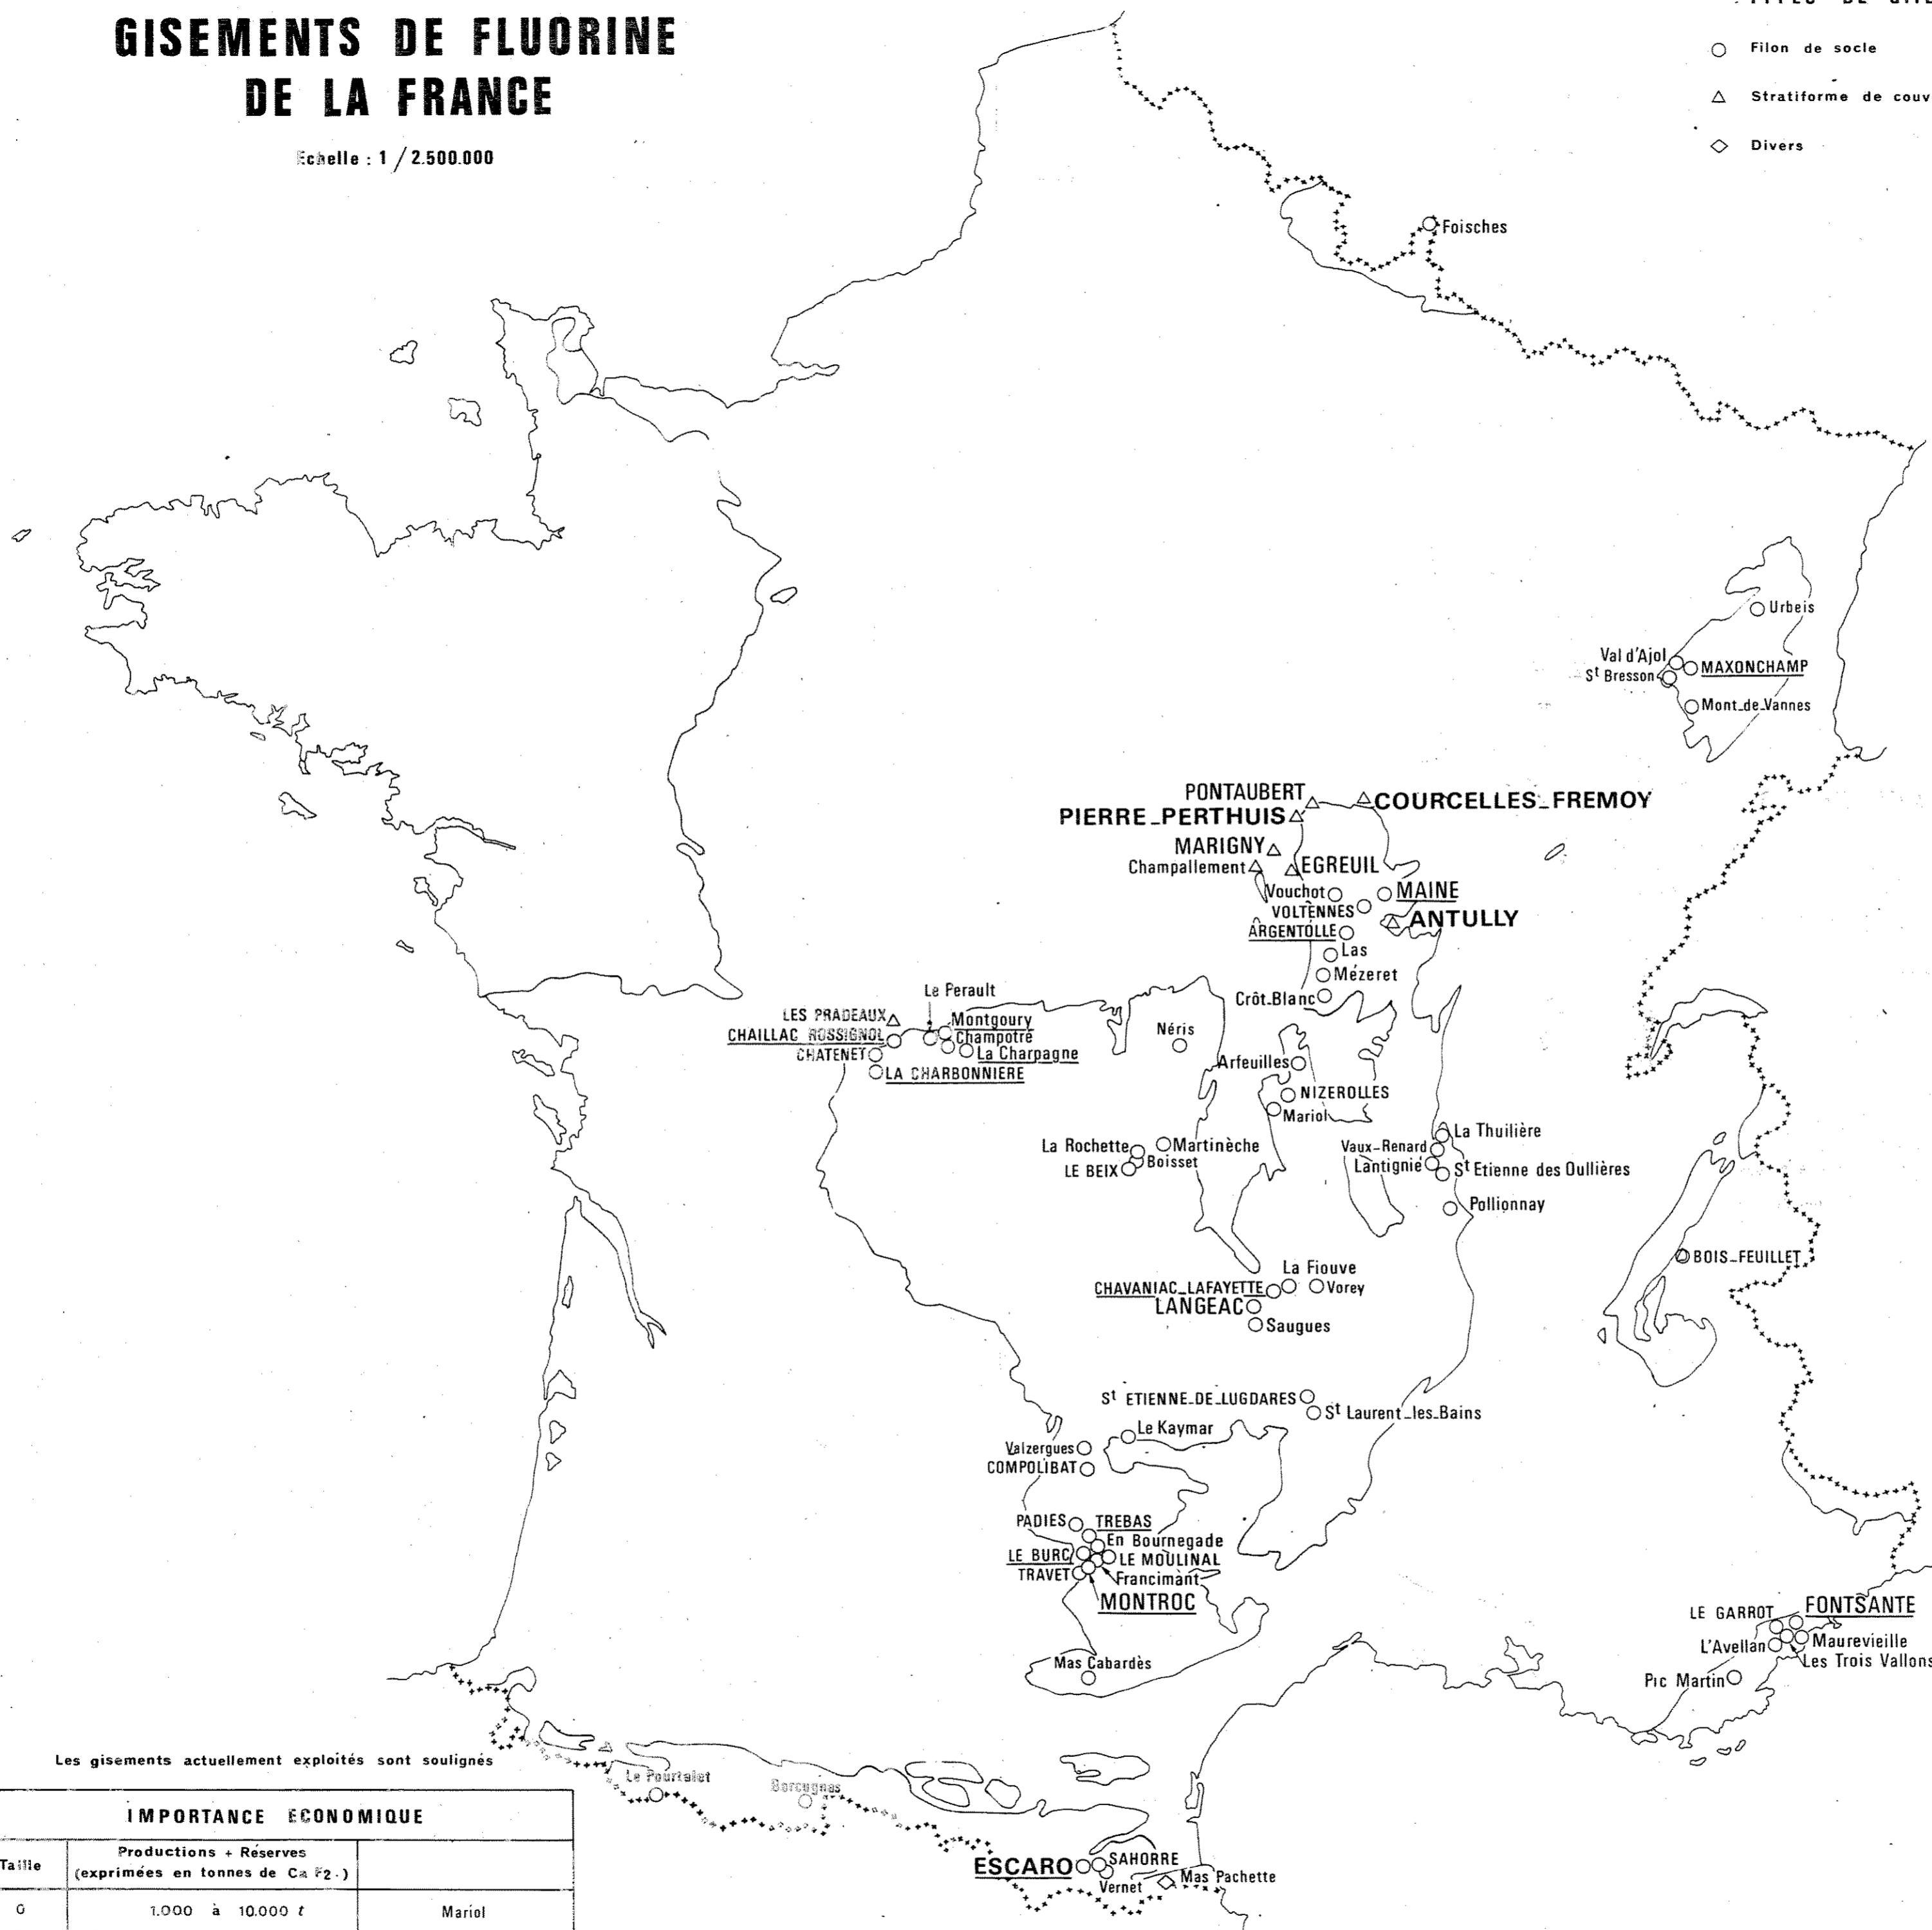 GISEMENTS DE FLUORINE
DE LA FRANCE
Echelle : 1 / 2.500.000
Filon de socle
Stratiforme de couv
Divers
Foisches
Urbeis
Val d'Ajol
MAXONCHAMP
St Bresson
Mont_de_Vannes
PONTAUBERT
COURCELLES_FREMOY
PIERRE_PERTHUIS
MARIGNY
Champallement
EGREUIL
Vouchot
MAINE
VOLTENNES
ANTULLY
ARGENTOLLE
Las
Mézeret
Crôt_Blanc
Le Perault
LES PRADEAUX
Montgoury
CHAILLAC ROSSIGNOL
Champotré
CHATENET
La Charpagne
LA CHARBONNIERE
Néris
Arfeuilles
NIZEROLLES
Mariol
La Rochette
Martinèche
Boisset
LE BEIX
La Thuilière
Vaux-Renard
Lantignié
St Etienne des Oullières
Pollionnay
BOIS_FEUILLET
La Fiouve
CHAVANIAC_LAFAYETTE
Vorey
LANGEAC
Saugues
St ETIENNE_DE_LUGDARES
St Laurent_les_Bains
Le Kaymar
Valzergues
COMPOLIBAT
PADIES
TREBAS
En Bournegade
LE BURC
LE MOULINAL
TRAVET
Francimant
MONTROC
Mas Cabardès
LE GARROT
FONTSANTE
L'Avellan
Maurevieille
Les Trois Vallons
Pic Martin
Les gisements actuellement exploités sont soulignés
Le Pourtalet
ESCARO
SAHORRE
Vernet
Mas Pachette
IMPORTANCE ECONOMIQUE
Taille
Productions + Réserves
(exprimées en tonnes de Ca F2.)
1.000 à 10.000 t
Mariol